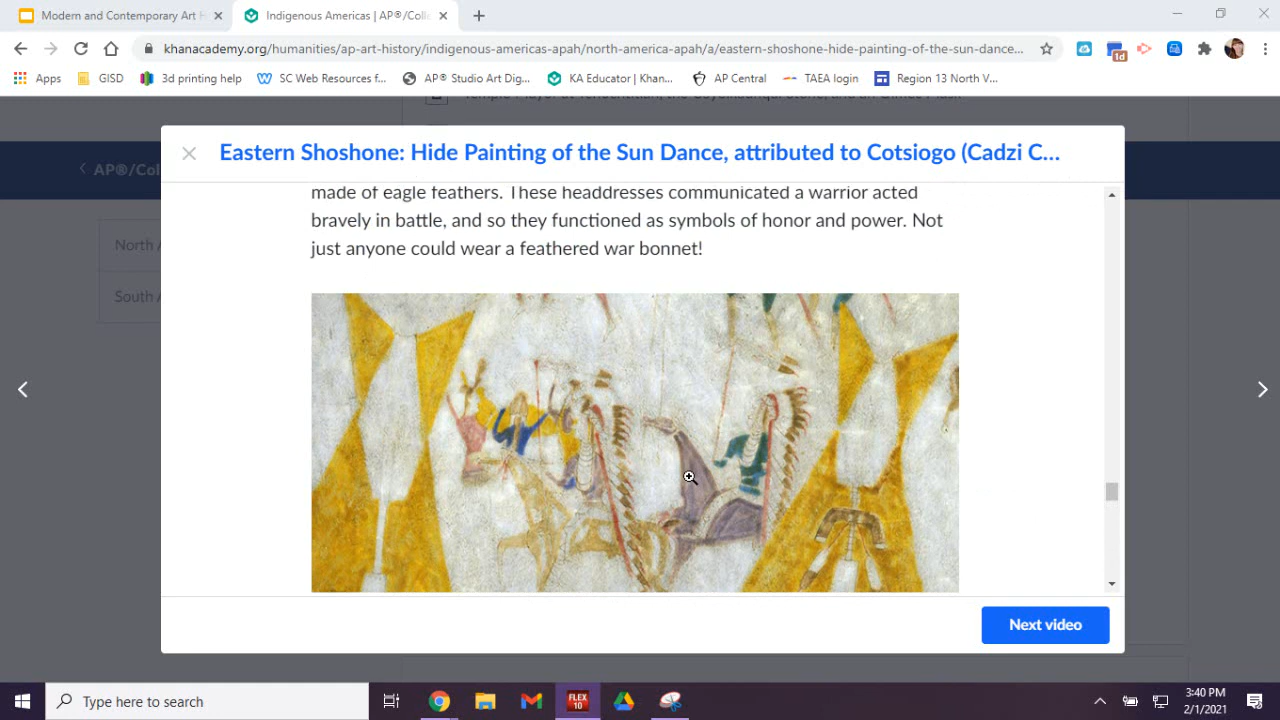 Modern and Contemporary Art H
Indigenous Americas | AP®/Coll
khanacademy.org/humanities/ap-art-history/indigenous-americas-apah/north-america-apah/a/eastern-shoshone-hide-painting-of-the-sun-dance...
1d
Apps
GISD
3d printing help
SC Web Resources f...
AP® Studio Art Dig...
KA Educator | Khan...
AP Central
TAEA login
Region 13 North V...
AP®/Col
Eastern Shoshone: Hide Painting of the Sun Dance, attributed to Cotsiogo (Cadzi C...
made of eagle feathers. These headdresses communicated a warrior acted
bravely in battle, and so they functioned as symbols of honor and power. Not
North A
just anyone could wear a feathered war bonnet!
South A
Next video
Type here to search
FLEX
10
3:40 PM
2/1/2021